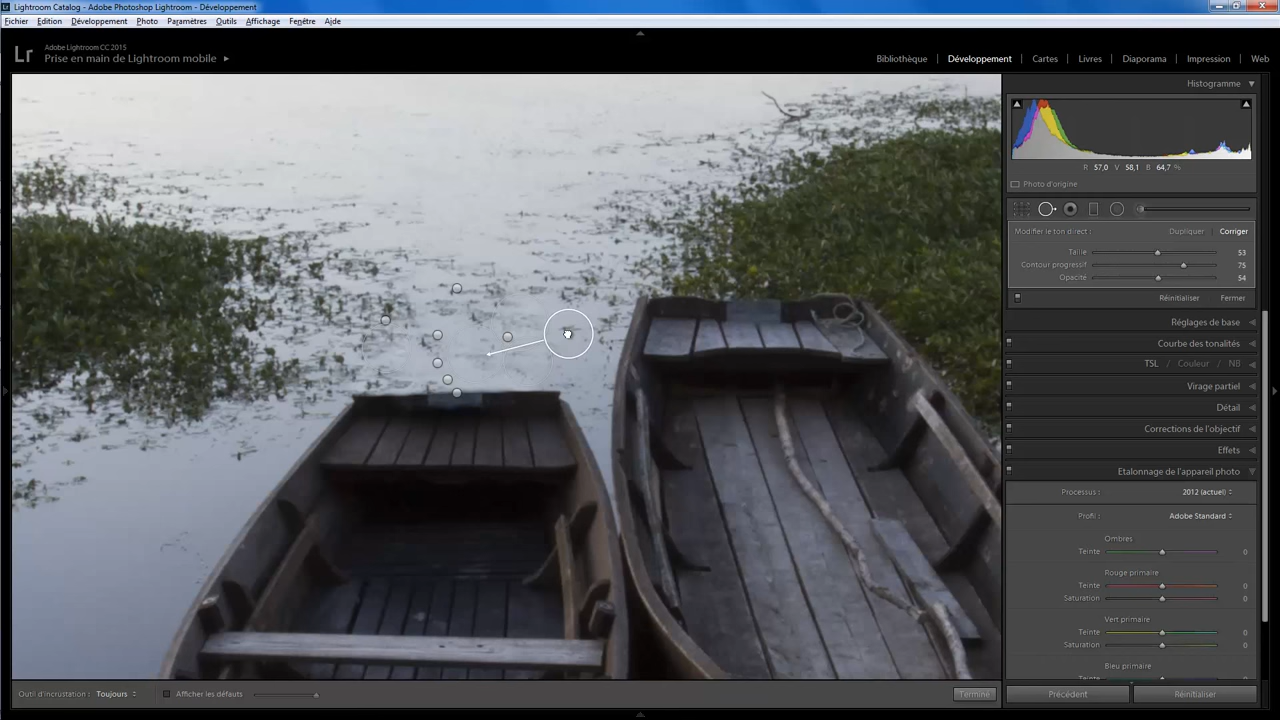 Lightroom Catalog - Adobe Photoshop Lightroom - Développement
Fichier Edition Développement Photo Paramètres Outils Affichage Fenêtre Aide
Lr
Adobe Lightroom CC 2015
Prise en main de Lightroom mobile
Bibliothèque Développement Cartes Livres Diaporama Impression Web
Histogramme
R 57,0 V 58,1 B 64,7 %
Photo d'origine
Modifier le ton direct : Dupliquer Corriger
Taille 53
Contour progressif 75
Opacité 54
Réinitialiser Fermer
Réglages de base
Courbe des tonalités
TSL / Couleur / NB
Virage partiel
Détail
Corrections de l'objectif
Effets
Etalonnage de l'appareil photo
Processus : 2012 (actuel)
Profil : Adobe Standard
Ombres
Teinte 0
Rouge primaire
Teinte 0
Saturation 0
Vert primaire
Teinte 0
Saturation 0
Bleu primaire
Teinte 0
Outil d'incrustation : Toujours Afficher les défauts Terminé
Précédent Réinitialiser